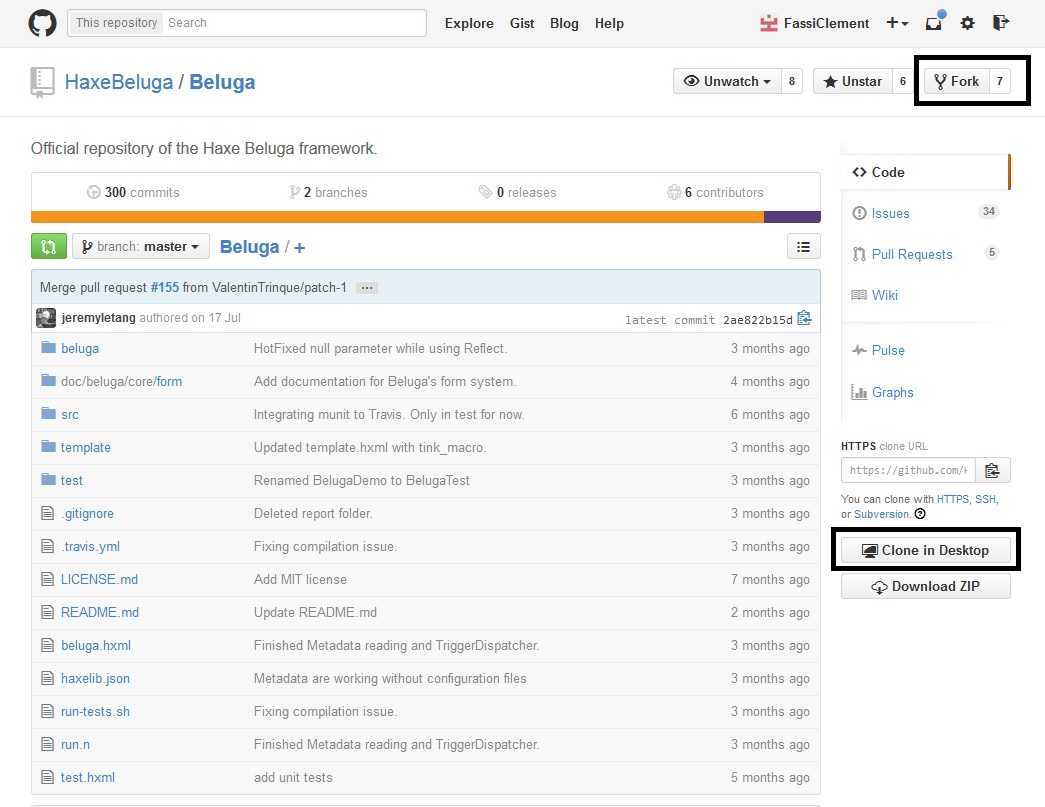 This repository Search Explore Gist Blog Help FassiClement
HaxeBeluga / Beluga Unwatch 8 Unstar 6 Fork 7
Official repository of the Haxe Beluga framework.
300 commits 2 branches 0 releases 6 contributors
branch: master Beluga / +
Merge pull request #155 from ValentinTrinque/patch-1 ...
jeremyletang authored on 17 Jul latest commit 2ae822b15d
beluga HotFixed null parameter while using Reflect. 3 months ago
doc/beluga/core/form Add documentation for Beluga's form system. 4 months ago
src Integrating munit to Travis. Only in test for now. 6 months ago
template Updated template.hxml with tink_macro. 3 months ago
test Renamed BelugaDemo to BelugaTest 3 months ago
.gitignore Deleted report folder. 3 months ago
.travis.yml Fixing compilation issue. 3 months ago
LICENSE.md Add MIT license 7 months ago
README.md Update README.md 2 months ago
beluga.hxml Finished Metadata reading and TriggerDispatcher. 3 months ago
haxelib.json Metadata are working without configuration files 3 months ago
run-tests.sh Fixing compilation issue. 3 months ago
run.n Finished Metadata reading and TriggerDispatcher. 3 months ago
test.hxml add unit tests 5 months ago
Code
Issues 34
Pull Requests 5
Wiki
Pulse
Graphs
HTTPS clone URL
https://github.com/
You can clone with HTTPS, SSH,
or Subversion.
Clone in Desktop
Download ZIP